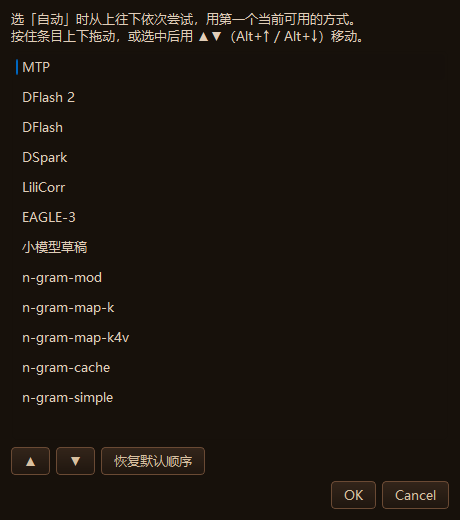 选「自动」时从上往下依次尝试，用第一个当前可用的方式。
按住条目上下拖动，或选中后用 ▲▼（Alt+↑ / Alt+↓）移动。
MTP
DFlash 2
DFlash
DSpark
LiliCorr
EAGLE-3
小模型草稿
n-gram-mod
n-gram-map-k
n-gram-map-k4v
n-gram-cache
n-gram-simple
▲ ▼ 恢复默认顺序
OK Cancel